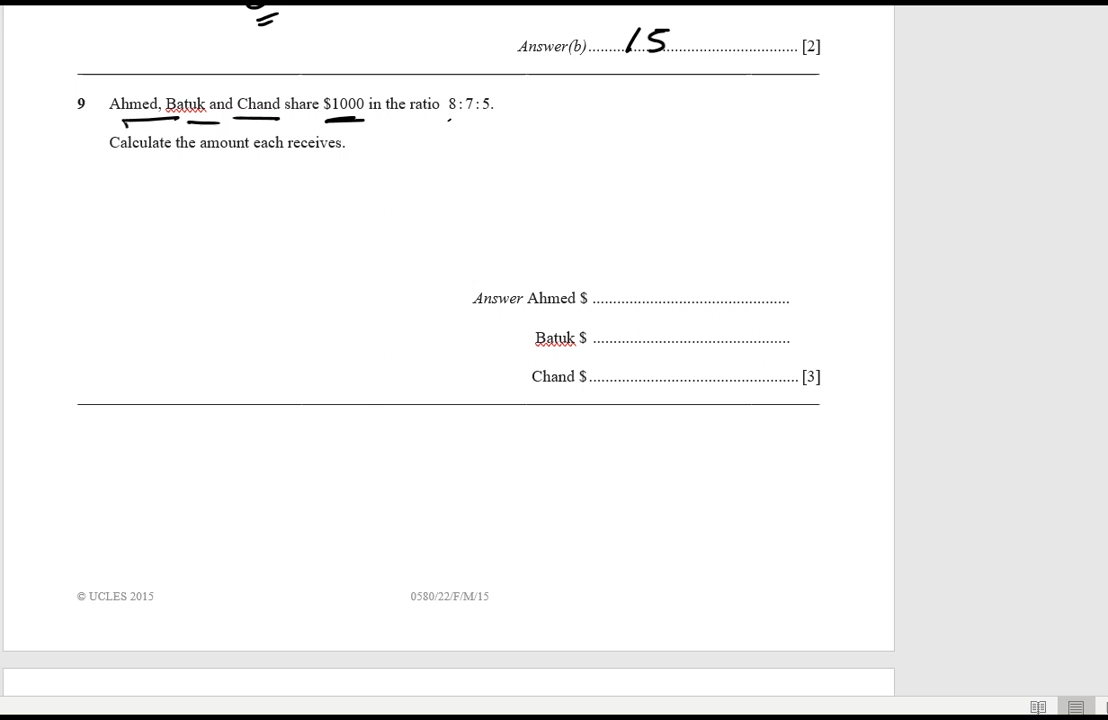 Answer(b)..........15.......................................... [2]
9 Ahmed, Batuk and Chand share $1000 in the ratio 8 : 7 : 5.
Calculate the amount each receives.
Answer Ahmed $ ................................................
Batuk $ ................................................
Chand $................................................... [3]
© UCLES 2015 0580/22/F/M/15